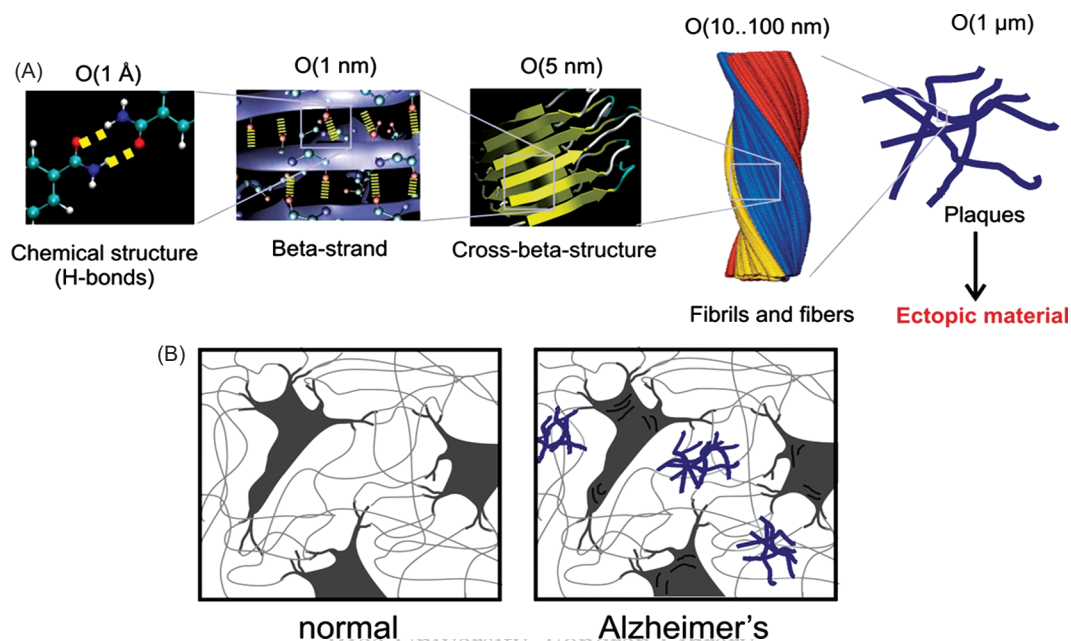 (A)
O(1 Å)
O(1 nm)
O(5 nm)
O(10..100 nm)
O(1 µm)
Chemical structure
(H-bonds)
Beta-strand
Cross-beta-structure
Fibrils and fibers
Plaques
Ectopic material
(B)
normal
Alzheimer's